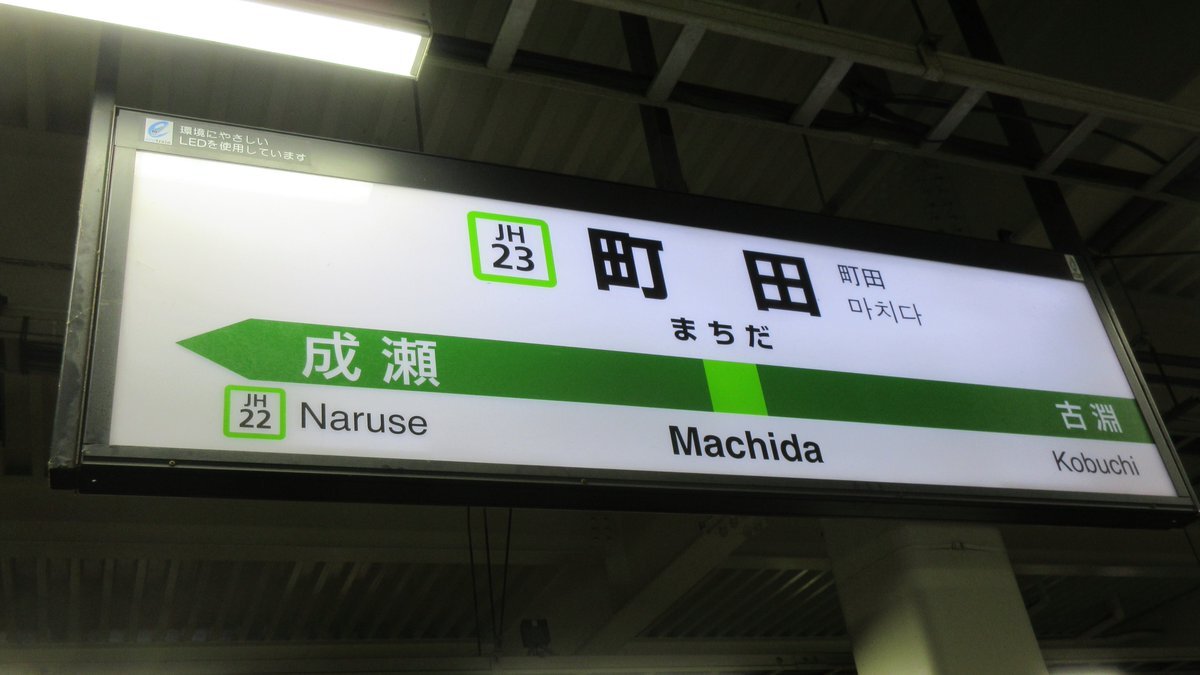 環境にやさしい
LEDを使用しています
JH
23
町田
町田
마치다
まちだ
成瀬
古淵
JH
22
Naruse
Machida
Kobuchi